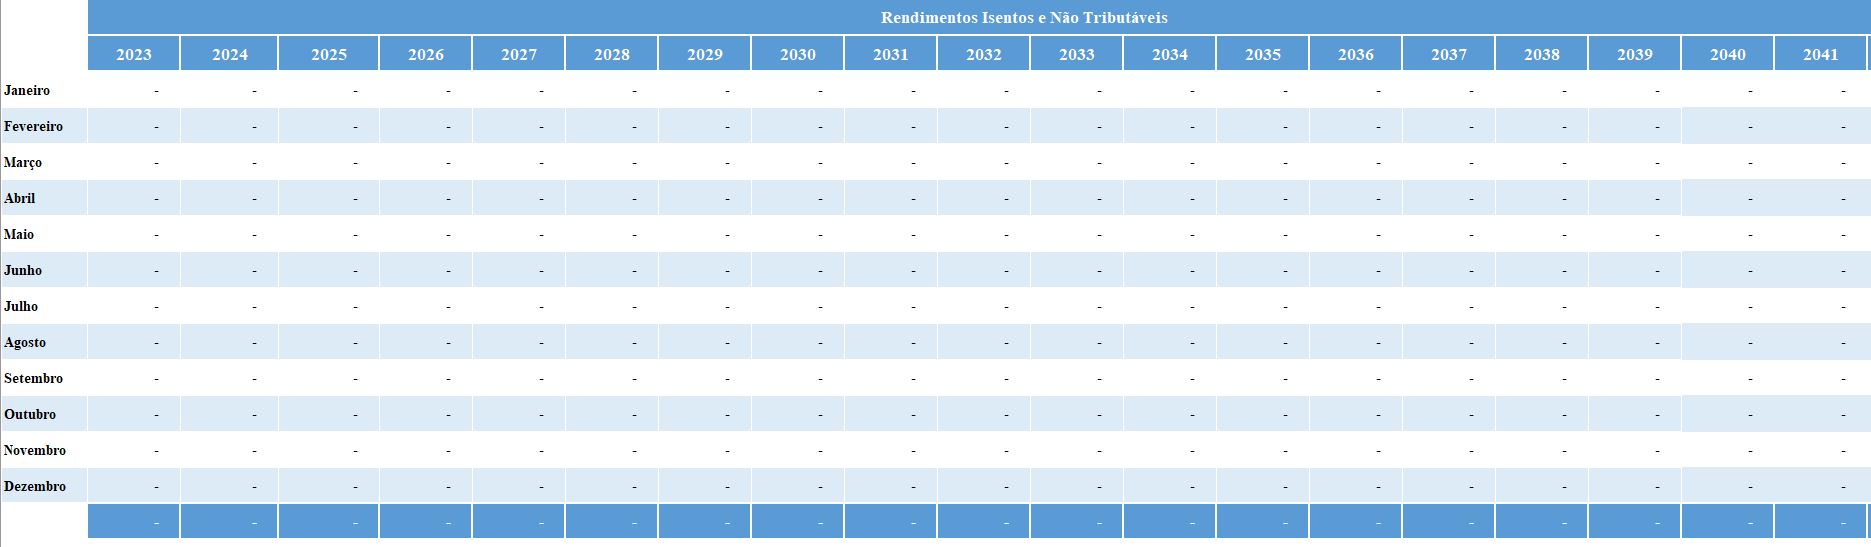 Rendimentos Isentos e Não Tributáveis
2023 2024 2025 2026 2027 2028 2029 2030 2031 2032 2033 2034 2035 2036 2037 2038 2039 2040 2041
Janeiro - - - - - - - - - - - - - - - - - - -
Fevereiro - - - - - - - - - - - - - - - - - - -
Março - - - - - - - - - - - - - - - - - - -
Abril - - - - - - - - - - - - - - - - - - -
Maio - - - - - - - - - - - - - - - - - - -
Junho - - - - - - - - - - - - - - - - - - -
Julho - - - - - - - - - - - - - - - - - - -
Agosto - - - - - - - - - - - - - - - - - - -
Setembro - - - - - - - - - - - - - - - - - - -
Outubro - - - - - - - - - - - - - - - - - - -
Novembro - - - - - - - - - - - - - - - - - - -
Dezembro - - - - - - - - - - - - - - - - - - -
- - - - - - - - - - - - - - - - - - -